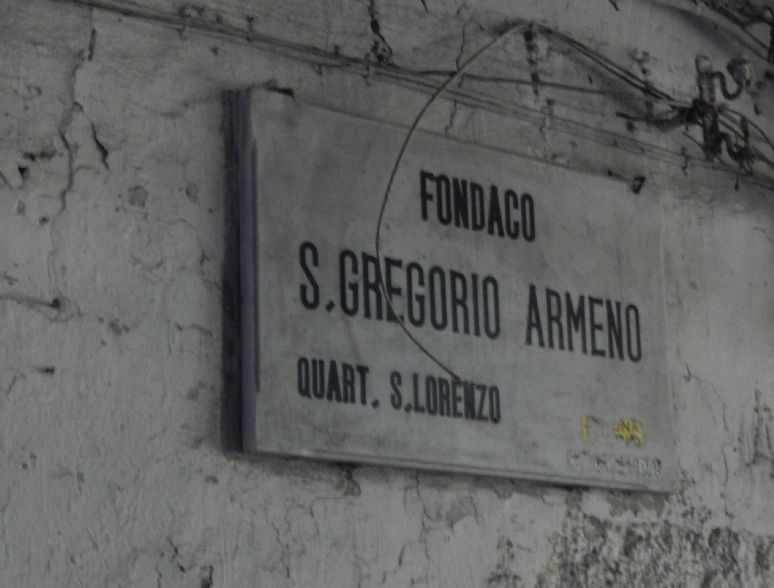 FONDACO
S.GREGORIO ARMENO
QUART. S.LORENZO